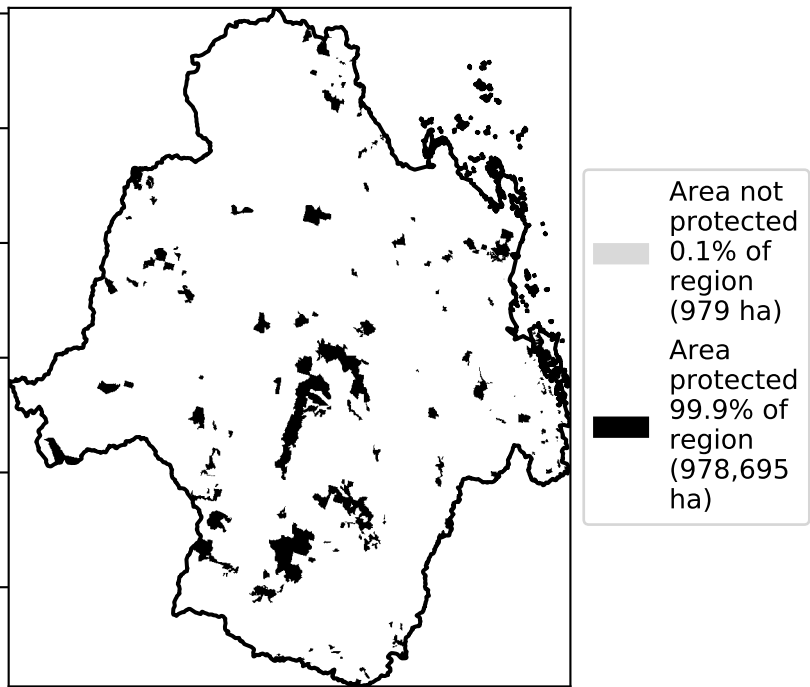 Area not
protected
0.1% of
region
(979 ha)
Area
protected
99.9% of
region
(978,695
ha)